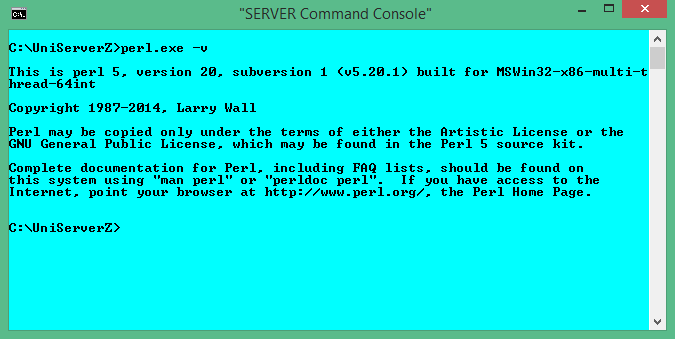 "SERVER Command Console"
C:\UniServerZ>perl.exe -v
This is perl 5, version 20, subversion 1 (v5.20.1) built for MSWin32-x86-multi-t
hread-64int
Copyright 1987-2014, Larry Wall
Perl may be copied only under the terms of either the Artistic License or the
GNU General Public License, which may be found in the Perl 5 source kit.
Complete documentation for Perl, including FAQ lists, should be found on
this system using "man perl" or "perldoc perl".  If you have access to the
Internet, point your browser at http://www.perl.org/, the Perl Home Page.
C:\UniServerZ>